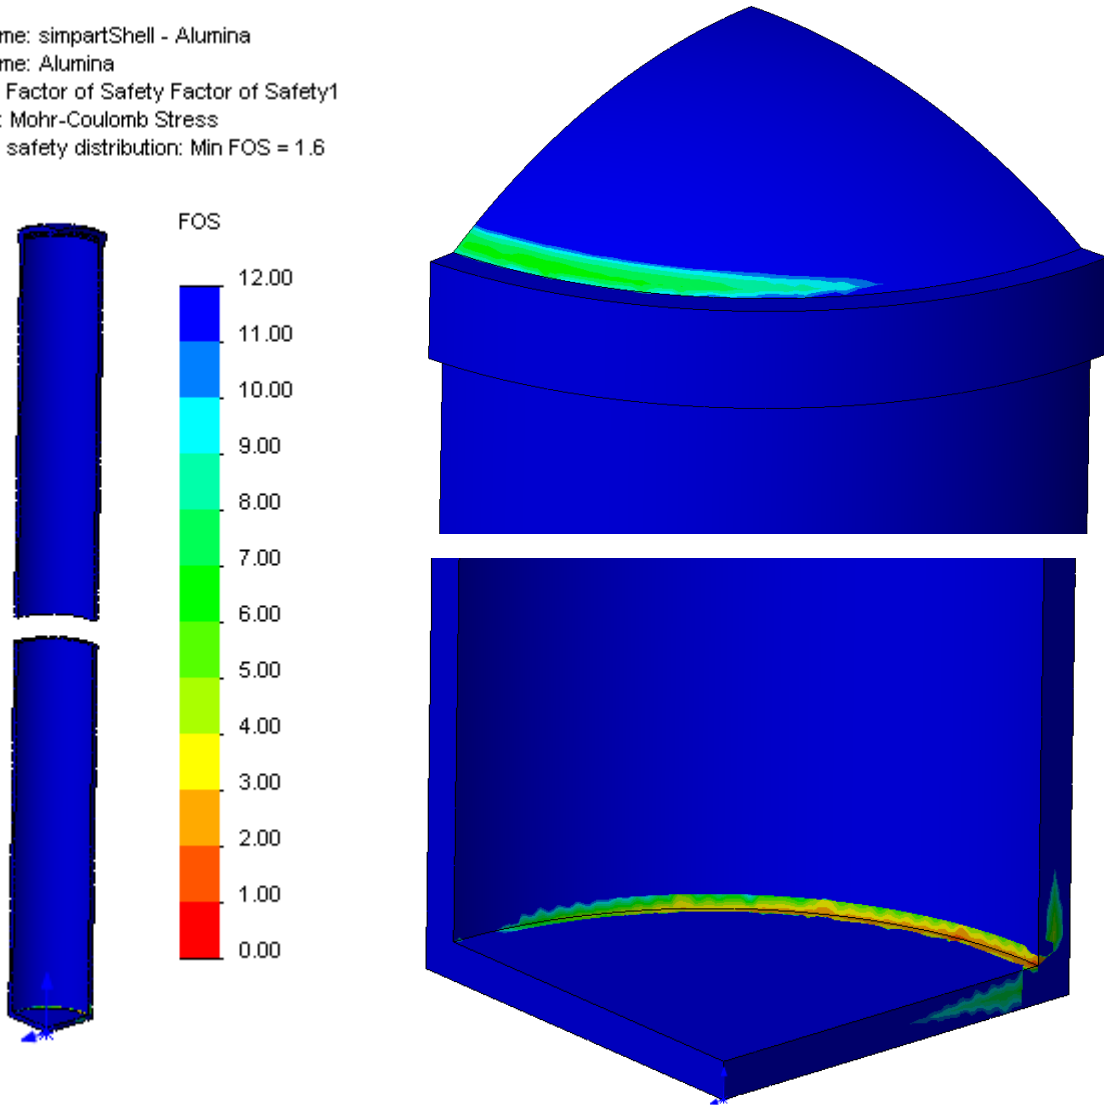 me: simpartShell - Alumina
me: Alumina
Factor of Safety Factor of Safety1
: Mohr-Coulomb Stress
safety distribution: Min FOS = 1.6
FOS
12.00
11.00
10.00
9.00
8.00
7.00
6.00
5.00
4.00
3.00
2.00
1.00
0.00